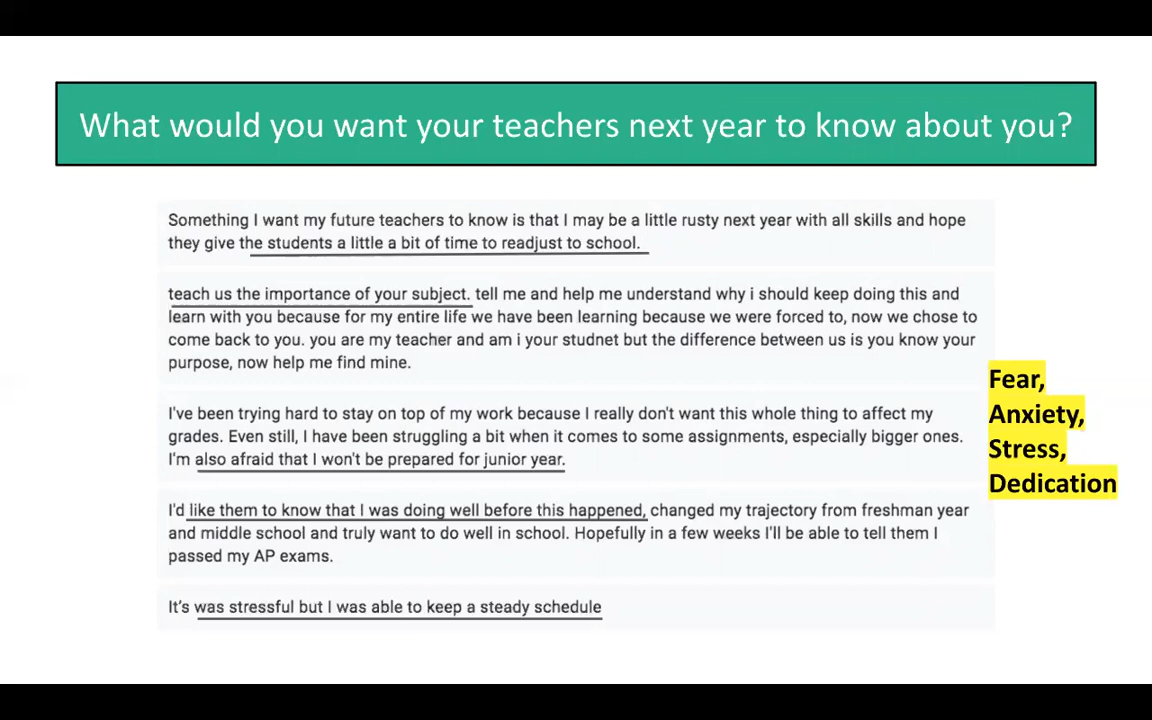 What would you want your teachers next year to know about you?
Something I want my future teachers to know is that I may be a little rusty next year with all skills and hope
they give the students a little a bit of time to readjust to school.
teach us the importance of your subject. tell me and help me understand why i should keep doing this and
learn with you because for my entire life we have been learning because we were forced to, now we chose to
come back to you. you are my teacher and am i your studnet but the difference between us is you know your
purpose, now help me find mine.
I've been trying hard to stay on top of my work because I really don't want this whole thing to affect my
grades. Even still, I have been struggling a bit when it comes to some assignments, especially bigger ones.
I'm also afraid that I won't be prepared for junior year.
I'd like them to know that I was doing well before this happened, changed my trajectory from freshman year
and middle school and truly want to do well in school. Hopefully in a few weeks I'll be able to tell them I
passed my AP exams.
It's was stressful but I was able to keep a steady schedule
Fear,
Anxiety,
Stress,
Dedication